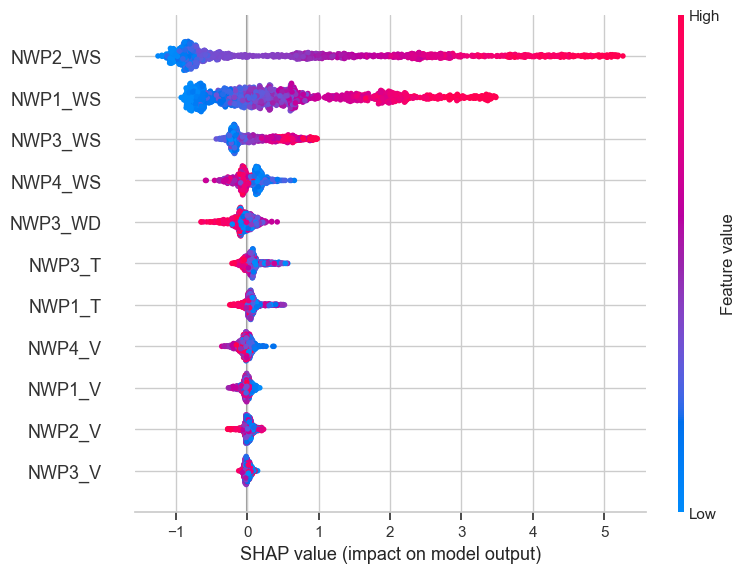 High
NWP2_WS
NWP1_WS
NWP3_WS
NWP4_WS
NWP3_WD
NWP3_T
NWP1_T
NWP4_V
NWP1_V
NWP2_V
NWP3_V
Feature value
Low
−1 0 1 2 3 4 5
SHAP value (impact on model output)